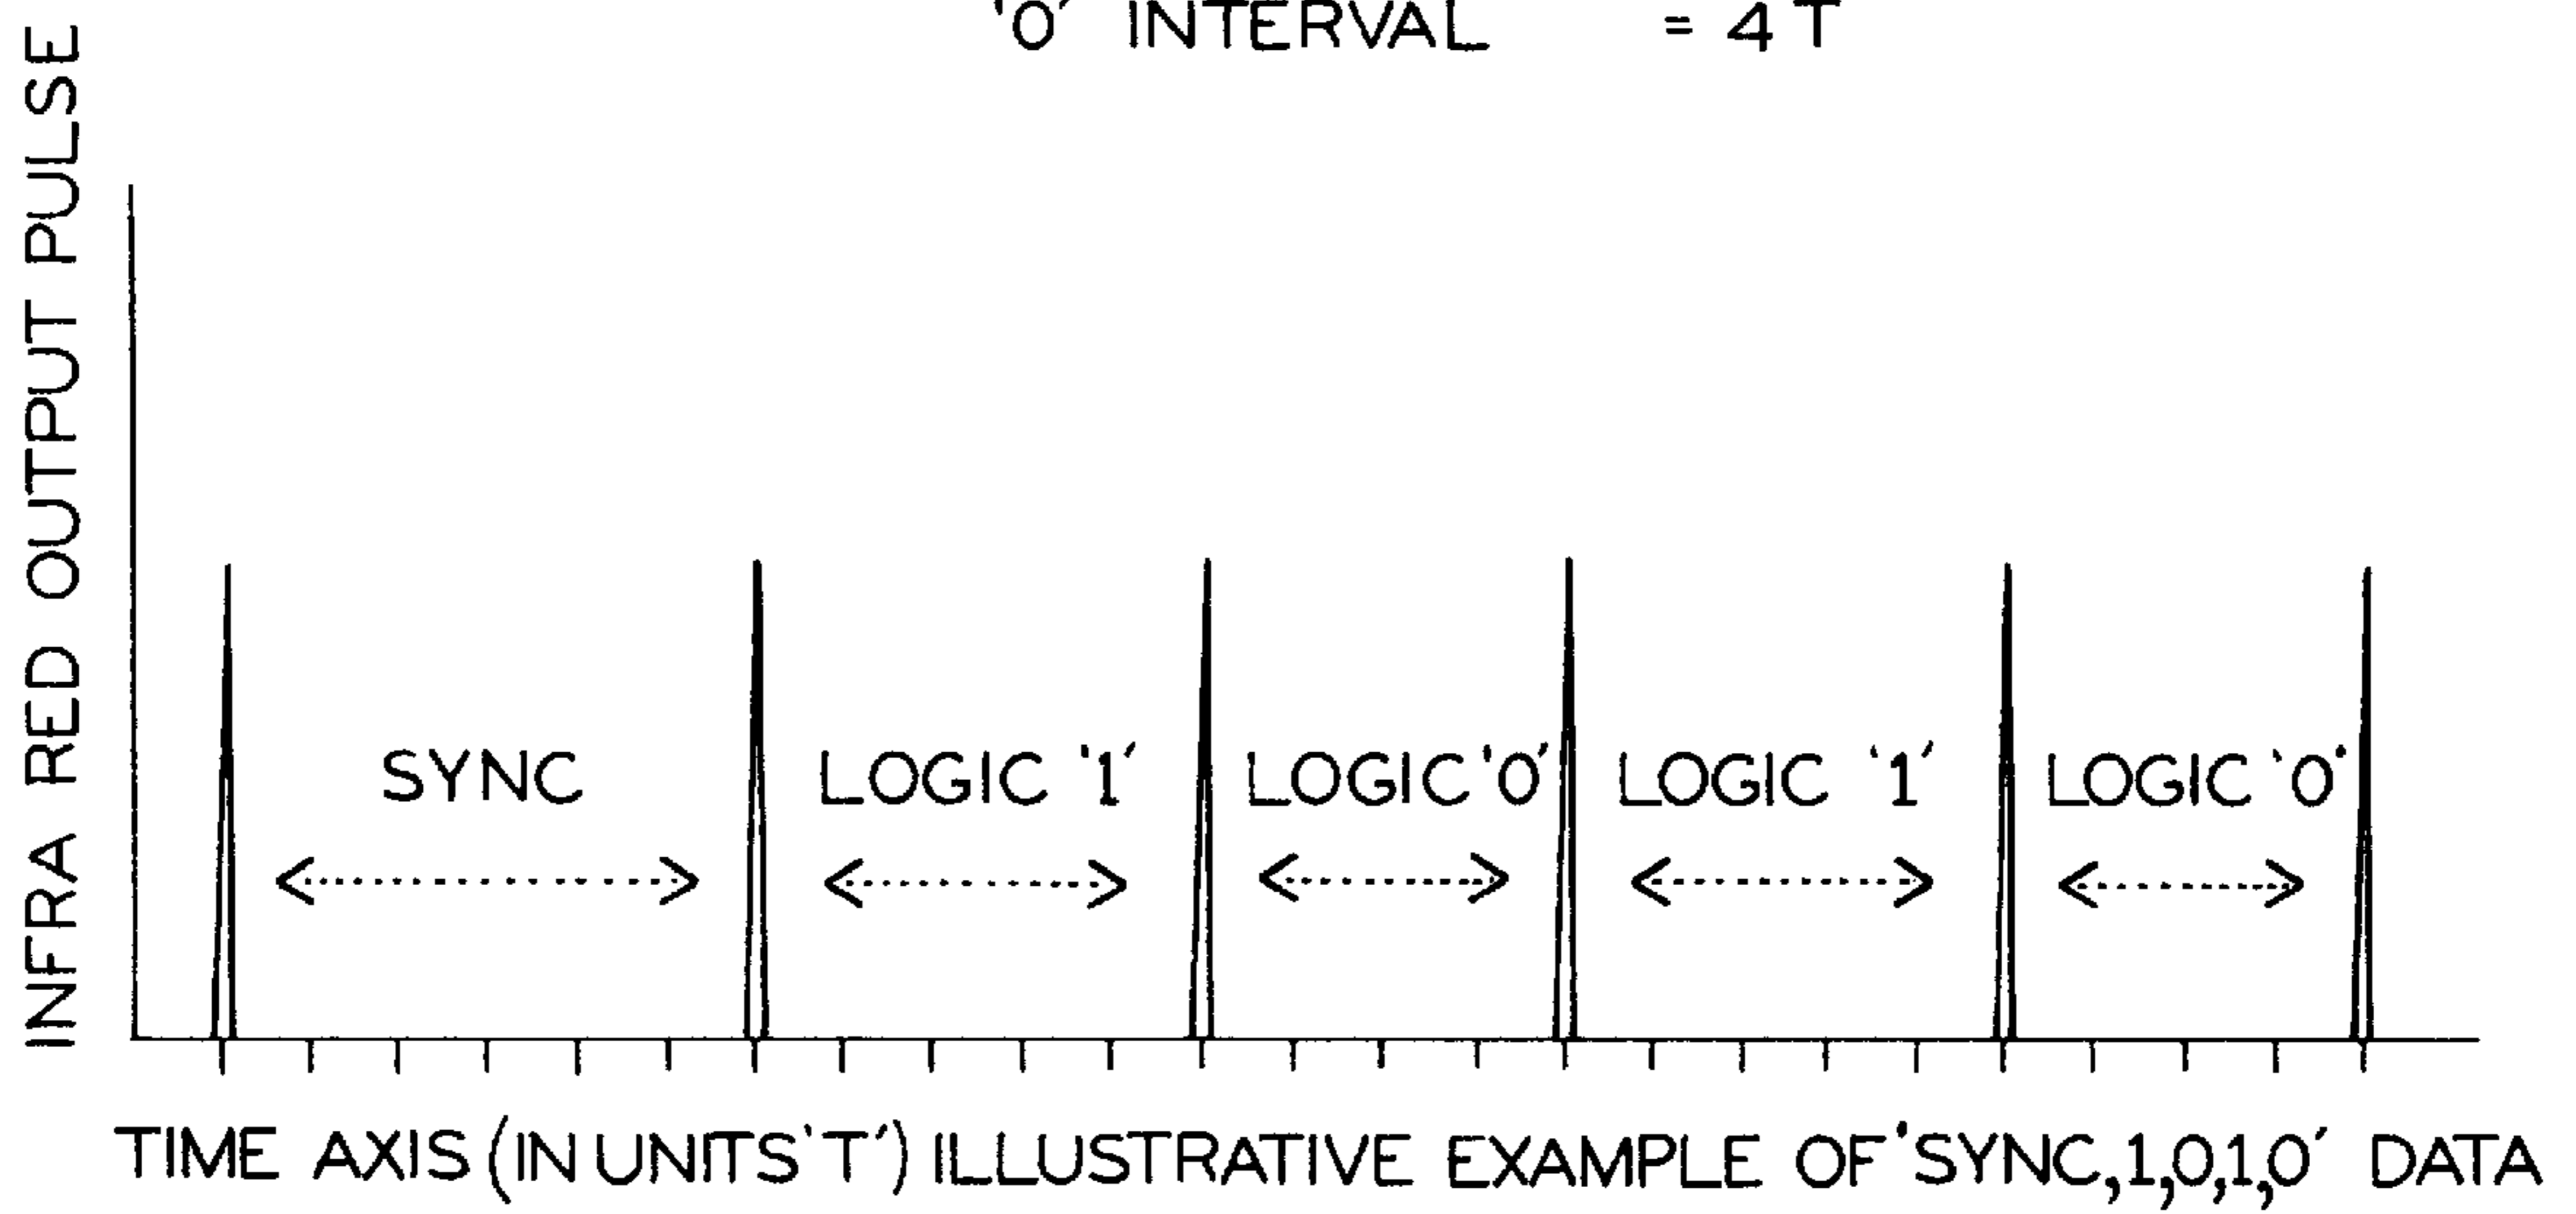 '0' INTERVAL = 4 T
INFRA RED OUTPUT PULSE
SYNC
LOGIC '1'
LOGIC '0'
LOGIC '1'
LOGIC '0'
TIME AXIS (IN UNITS 'T') ILLUSTRATIVE EXAMPLE OF 'SYNC,1,0,1,0' DATA